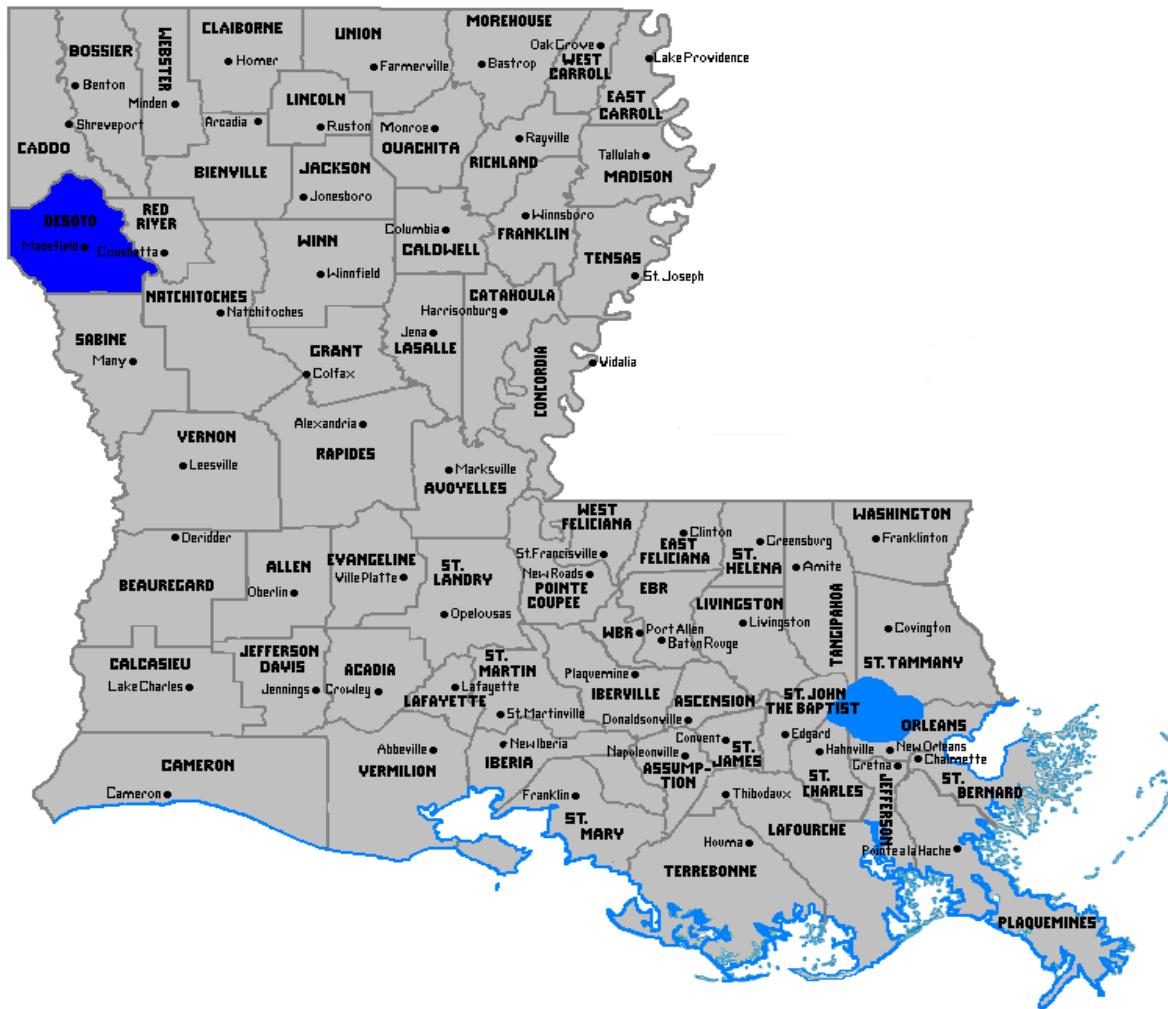 CLAIBORNE
UNION
MOREHOUSE
BOSSIER
WEBSTER
Homer
Farmerville
Bastrop
Oak Grove
WEST
CARROLL
Lake Providence
Benton
Minden
LINCOLN
EAST
CARROLL
Shreveport
Arcadia
Ruston
Monroe
OUACHITA
Rayville
RICHLAND
CADDO
BIENVILLE
JACKSON
Jonesboro
Tallulah
MADISON
DESOTO
Mansfield
RED
RIVER
Coushatta
WINN
Winnfield
Columbia
CALDWELL
Winnsboro
FRANKLIN
TENSAS
St. Joseph
NATCHITOCHES
Natchitoches
CATAHOULA
Harrisonburg
SABINE
Many
GRANT
Colfax
Jena
LASALLE
CONCORDIA
Vidalia
VERNON
Leesville
Alexandria
RAPIDES
Marksville
AVOYELLES
WEST
FELICIANA
St. Francisville
Clinton
EAST
FELICIANA
Greensburg
ST.
HELENA
WASHINGTON
Franklinton
Deridder
BEAUREGARD
ALLEN
Oberlin
EVANGELINE
Ville Platte
ST.
LANDRY
Opelousas
New Roads
POINTE
COUPEE
EBR
LIVINGSTON
Livingston
Amite
TANGIPAHOA
Covington
ST. TAMMANY
WBR
Port Allen
Baton Rouge
CALCASIEU
Lake Charles
JEFFERSON
DAVIS
Jennings
ACADIA
Crowley
LAFAYETTE
Lafayette
ST.
MARTIN
St. Martinville
Plaquemine
IBERVILLE
ASCENSION
Donaldsonville
ST. JOHN
THE BAPTIST
Edgard
ORLEANS
New Orleans
CAMERON
Cameron
Abbeville
VERMILION
New Iberia
IBERIA
Napoleonville
ASSUMP-
TION
Convent
ST.
JAMES
Hahnville
ST.
CHARLES
Gretna
JEFFERSON
Chalmette
ST.
BERNARD
Franklin
ST.
MARY
Thibodaux
LAFOURCHE
Houma
TERREBONNE
Pointe a la Hache
PLAQUEMINES